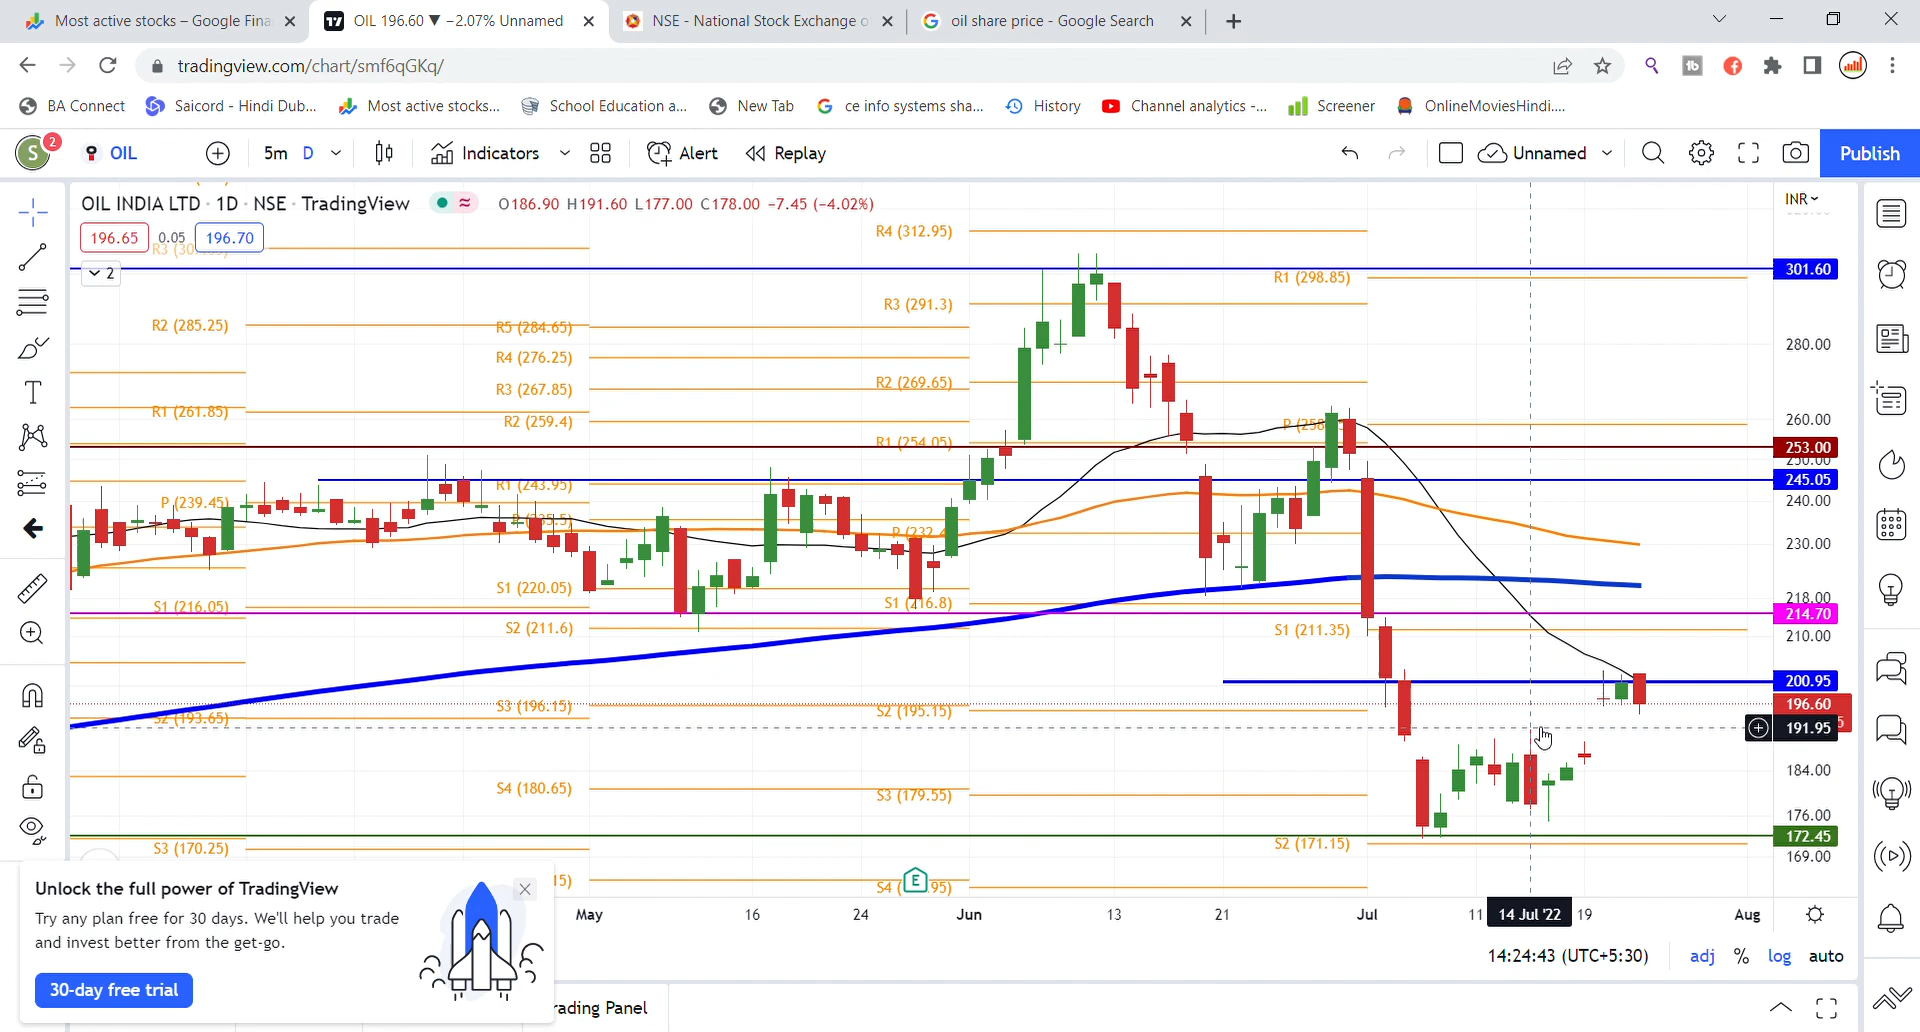 Most active stocks – Google Fina
OIL 196.60 ▼ −2.07% Unnamed
NSE - National Stock Exchange o
oil share price - Google Search
tradingview.com/chart/smf6qGKq/
BA Connect
Saicord - Hindi Dub...
Most active stocks...
School Education a...
New Tab
ce info systems sha...
History
Channel analytics -...
Screener
OnlineMoviesHindi....
S
2
OIL
5m
D
Indicators
Alert
Replay
Unnamed
Publish
OIL INDIA LTD · 1D · NSE · TradingView
O186.90 H191.60 L177.00 C178.00 −7.45 (−4.02%)
INR
196.65
0.05
196.70
2
R4 (312.95)
301.60
R1 (298.85)
R3 (291.3)
R2 (285.25)
R5 (284.65)
280.00
R4 (276.25)
R2 (269.65)
R3 (267.85)
R1 (261.85)
R2 (259.4)
260.00
R1 (254.05)
253.00
250.00
245.05
R1 (243.95)
P (239.45)
240.00
230.00
S1 (220.05)
S1 (216.05)
S1 (216.8)
218.00
214.70
S2 (211.6)
S1 (211.35)
210.00
200.95
S3 (196.15)
S2 (195.15)
196.60
S2 (193.65)
191.95
184.00
S4 (180.65)
S3 (179.55)
176.00
172.45
S3 (170.25)
S2 (171.15)
169.00
E
Unlock the full power of TradingView
Try any plan free for 30 days. We'll help you trade
and invest better from the get-go.
30-day free trial
May
16
24
Jun
13
21
Jul
11
14 Jul '22
19
Aug
14:24:43 (UTC+5:30)
adj
%
log
auto
rading Panel